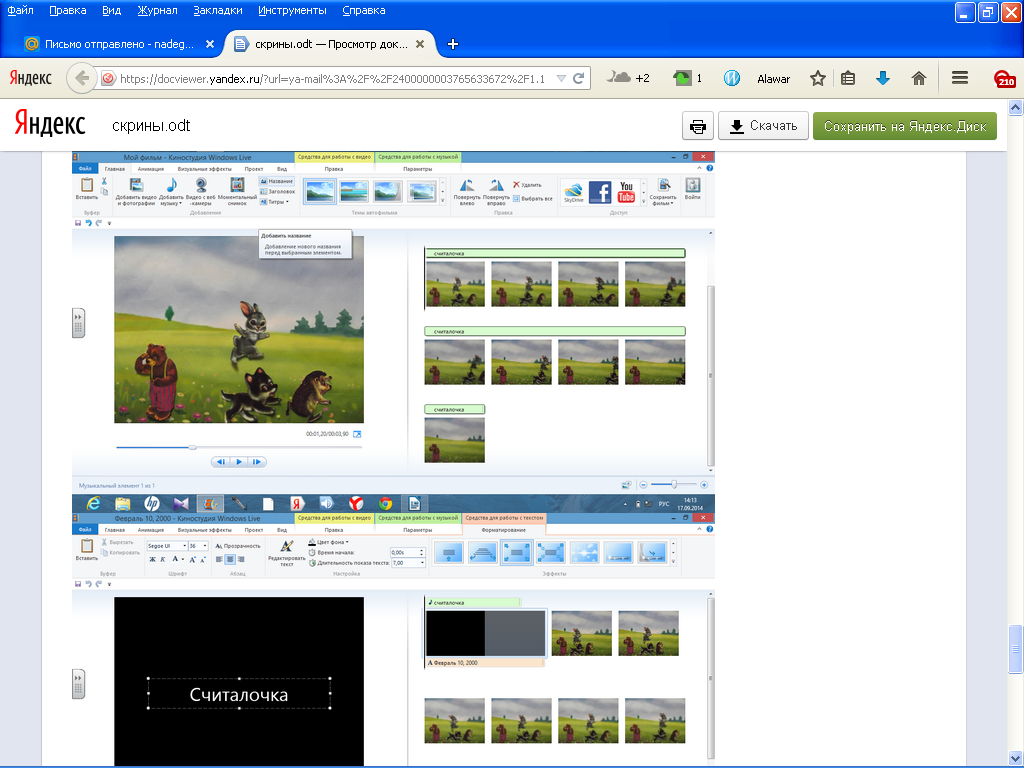 Файл Правка Вид Журнал Закладки Инструменты Справка
Письмо отправлено - nadeg... скрины.odt — Просмотр док...
Яндекс https://docviewer.yandex.ru/?url=ya-mail%3A%2F%2F2400000003765633672%2F1.1 +2 1 Alawar 210
Яндекс скрины.odt Скачать Сохранить на Яндекс.Диск
Мой фильм - Киностудия Windows Live Средства для работы с видео Средства для работы с музыкой
Файл Главная Анимация Визуальные эффекты Проект Вид Правка Параметры
Вставить Добавить видео и фотографии Добавить музыку Видео с веб-камеры Моментальный снимок Название Заголовок Титры Повернуть влево Повернуть вправо Удалить Выбрать все SkyDrive You Tube Сохранить фильм Войти
Буфер Добавление Темы автофильма Правка Доступ
Добавить название
Добавление нового названия
перед выбранным элементом.
считалочка
считалочка
считалочка
00:01,20/00:03,90
Музыкальный элемент 1 из 1
hp РУС 14:13
17.09.2014
Февраль 10, 2000 - Киностудия Windows Live Средства для работы с видео Средства для работы с музыкой Средства для работы с текстом
Файл Главная Анимация Визуальные эффекты Проект Вид Правка Параметры Форматирование
Вставить Вырезать Копировать Segoe UI 36 Ж К А Прозрачность Редактировать текст Цвет фона
Время начала: 0,00s
Длительность показа текста: 7,00
Буфер Шрифт Абзац Настройка Эффекты
считалочка
Февраль 10, 2000
Считалочка